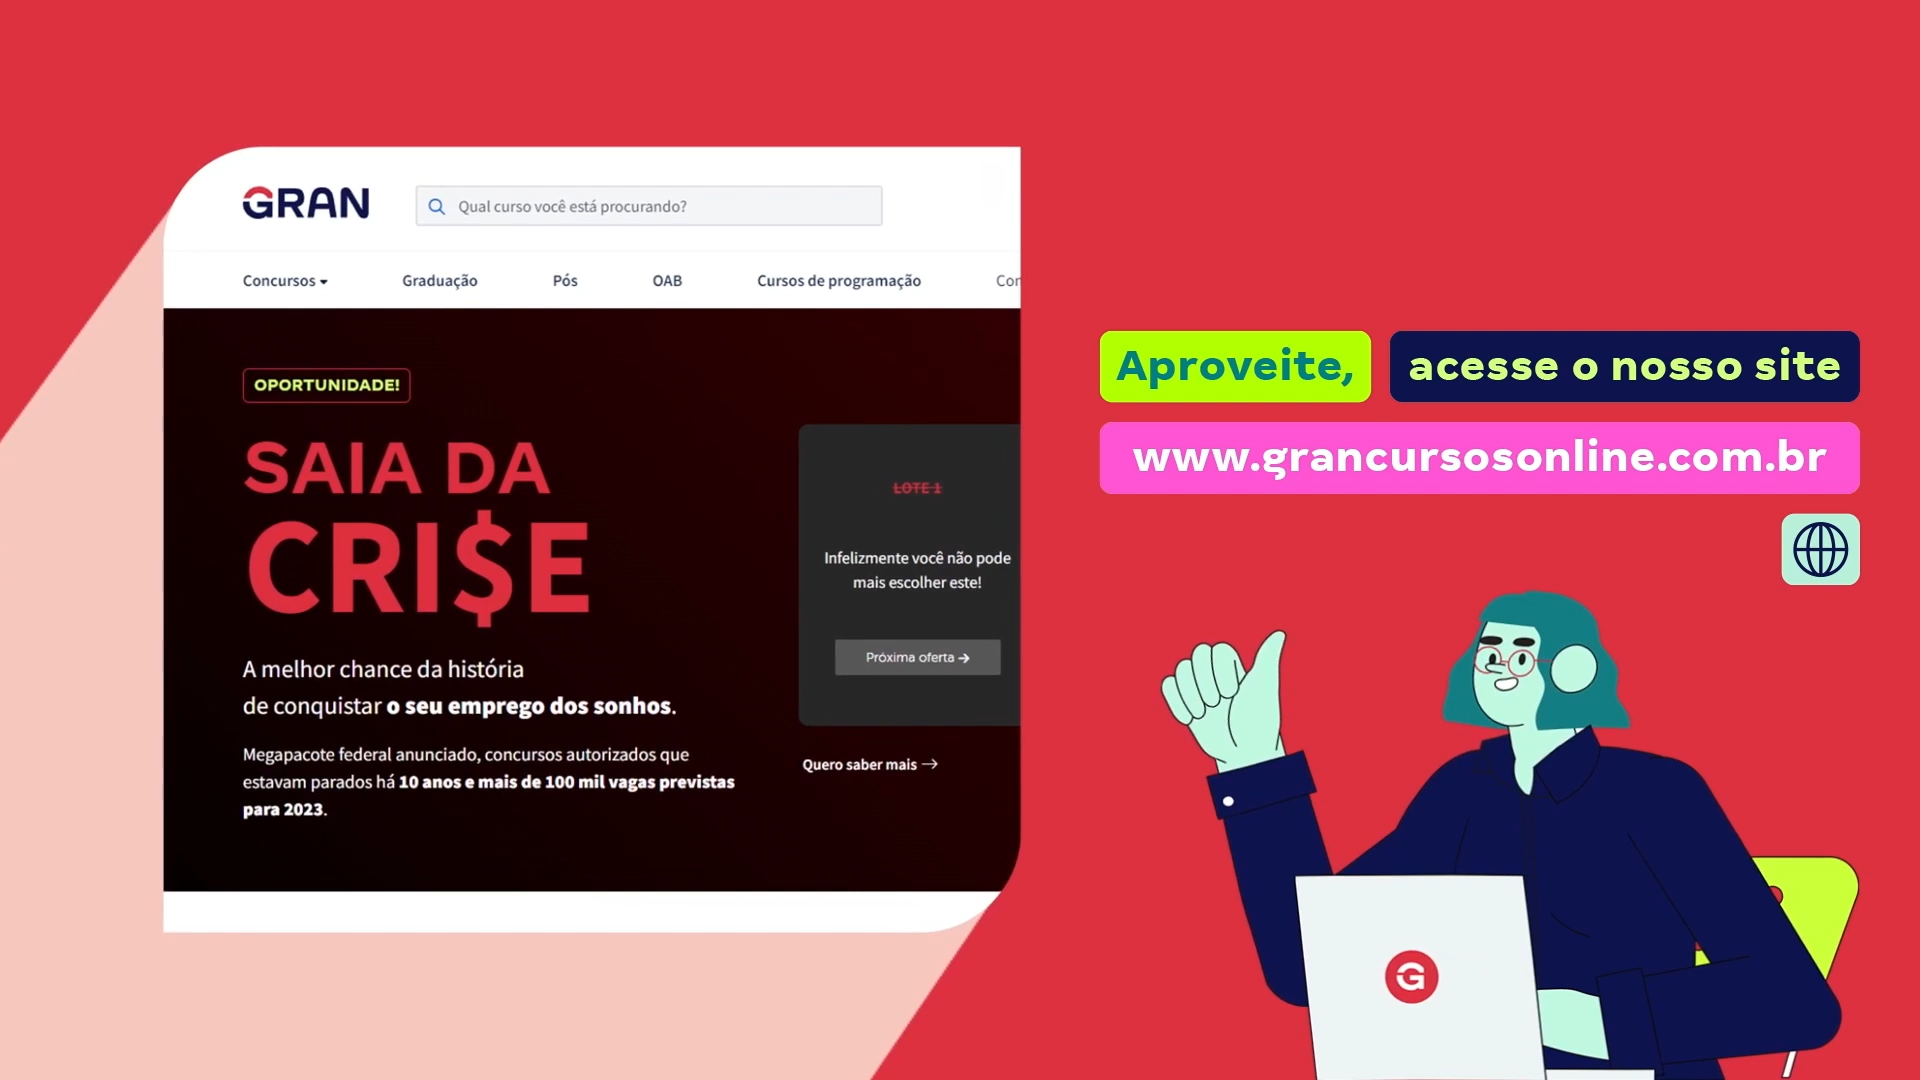 GRAN
Qual curso você está procurando?
Concursos Graduação Pós OAB Cursos de programação Cor
OPORTUNIDADE!
SAIA DA
CRI$E
A melhor chance da história
de conquistar o seu emprego dos sonhos.
Megapacote federal anunciado, concursos autorizados que
estavam parados há 10 anos e mais de 100 mil vagas previstas
para 2023.
LOTE 1
Infelizmente você não pode
mais escolher este!
Próxima oferta →
Quero saber mais →
Aproveite, acesse o nosso site
www.grancursosonline.com.br
G